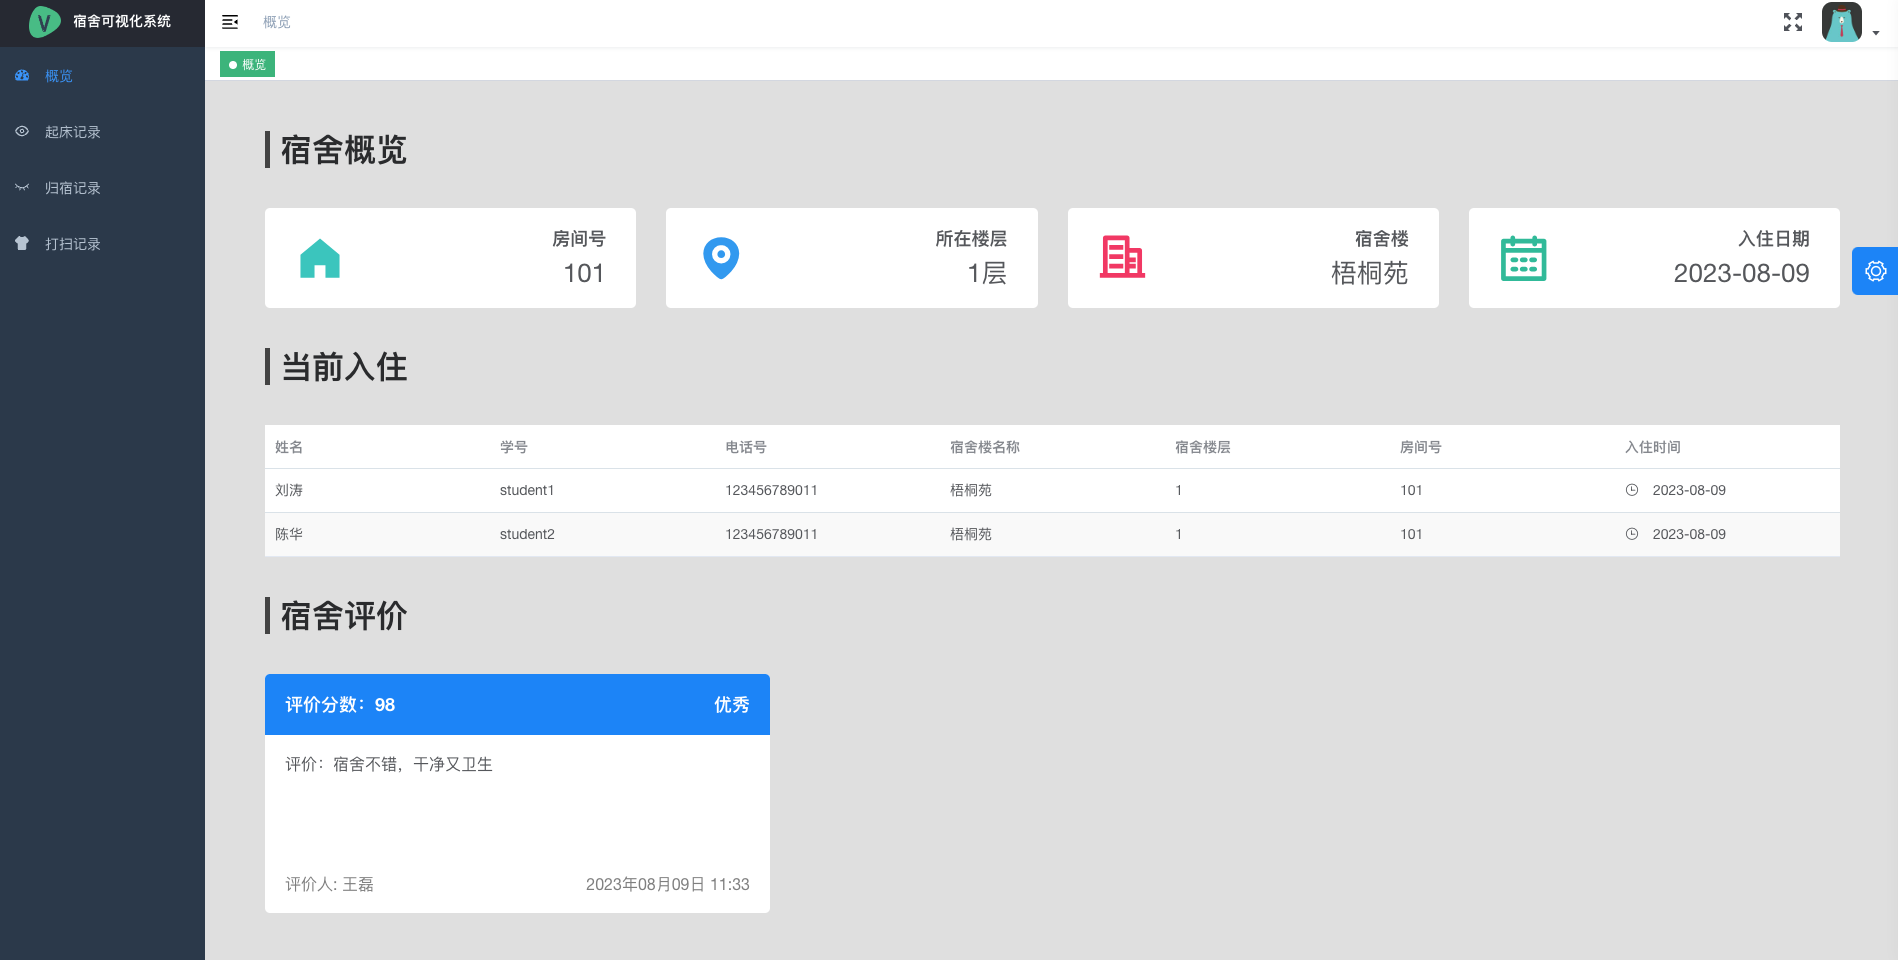 宿舍可视化系统
概览
概览
概览
起床记录
归宿记录
打扫记录
宿舍概览
房间号
101
所在楼层
1层
宿舍楼
梧桐苑
入住日期
2023-08-09
当前入住
姓名 学号 电话号 宿舍楼名称 宿舍楼层 房间号 入住时间
刘涛 student1 123456789011 梧桐苑 1 101 2023-08-09
陈华 student2 123456789011 梧桐苑 1 101 2023-08-09
宿舍评价
评价分数：98 优秀
评价：宿舍不错，干净又卫生
评价人: 王磊 2023年08月09日 11:33